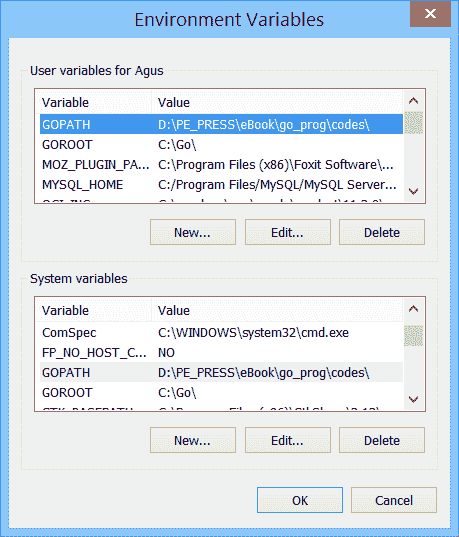 Environment Variables
User variables for Agus
Variable Value
GOPATH D:\PE_PRESS\eBook\go_prog\codes\
GOROOT C:\Go\
MOZ_PLUGIN_PA... C:\Program Files (x86)\Foxit Software\...
MYSQL_HOME C:/Program Files/MySQL/MySQL Server...
New... Edit... Delete
System variables
Variable Value
ComSpec C:\WINDOWS\system32\cmd.exe
FP_NO_HOST_C... NO
GOPATH D:\PE_PRESS\eBook\go_prog\codes\
GOROOT C:\Go\
New... Edit... Delete
OK Cancel